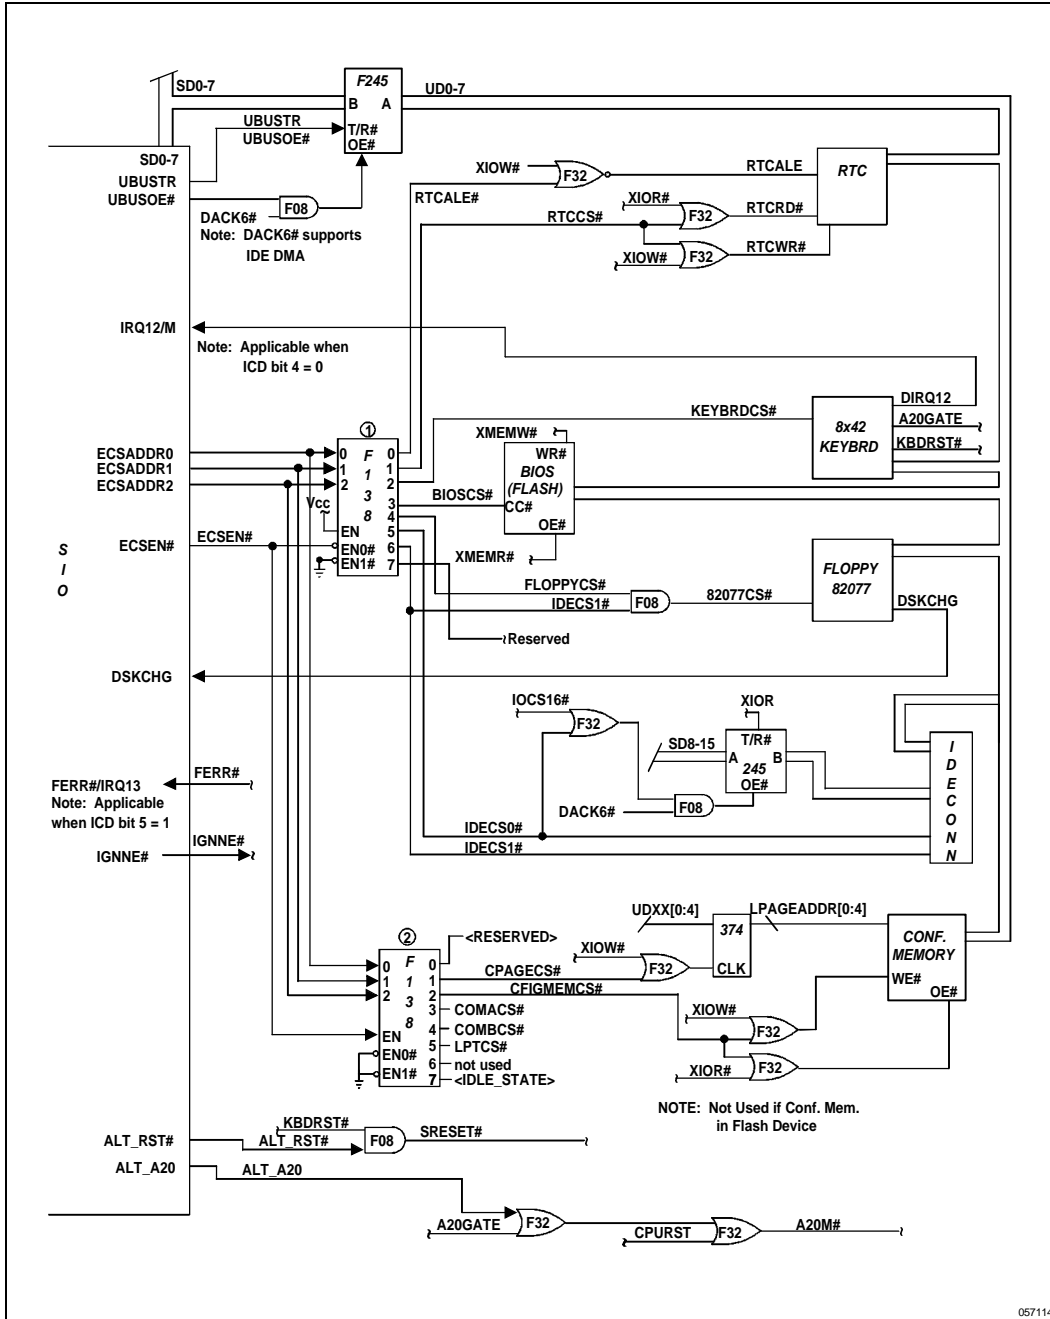 SD0-7
F245
UD0-7
B A
UBUSTR
T/R#
UBUSOE#
OE#
SD0-7
UBUSTR
UBUSOE#
F08
DACK6#
Note: DACK6# supports
IDE DMA
XIOW#
F32
RTCALE
RTC
RTCALE#
XIOR#
RTCCS#
F32
RTCRD#
XIOW#
F32
RTCWR#
IRQ12/M
Note: Applicable when
ICD bit 4 = 0
DIRQ12
KEYBRDCS#
8x42
KEYBRD
A20GATE
KBDRST#
1
XMEMW#
WR#
BIOS
(FLASH)
BIOSCS#
CC#
OE#
XMEMR#
ECSADDR0
ECSADDR1
ECSADDR2
0 F 0
1 1 1
2 3 2
8 3
4
Vcc
EN 5
ECSEN#
ECSEN#
EN0# 6
EN1# 7
S
I
O
FLOPPYCS#
IDECS1#
F08
82077CS#
FLOPPY
82077
DSKCHG
Reserved
DSKCHG
IOCS16#
F32
XIOR
SD8-15
T/R#
A B
245
OE#
DACK6#
F08
I
D
E
C
O
N
N
FERR#/IRQ13
FERR#
Note: Applicable
when ICD bit 5 = 1
IGNNE#
IGNNE#
IDECS0#
IDECS1#
UDXX[0:4]
LPAGEADDR[0:4]
374
CLK
CONF.
MEMORY
WE#
OE#
2
<RESERVED>
XIOW#
F32
0 F 0
1 1 1
2 3 2
8 3
4
CPAGECS#
CFIGMEMCS#
COMACS#
COMBCS#
EN 5
LPTCS#
EN0# 6
not used
EN1# 7
<IDLE_STATE>
XIOW#
F32
XIOR#
F32
NOTE: Not Used if Conf. Mem.
in Flash Device
KBDRST#
ALT_RST#
ALT_RST#
F08
SRESET#
ALT_A20
ALT_A20
A20GATE
F32
CPURST
F32
A20M#
057114